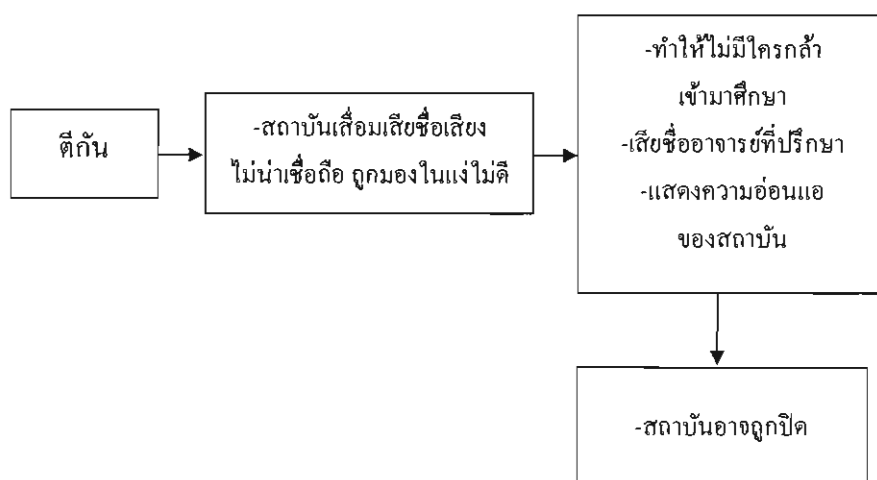 ตีกัน
-สถาบันเสื่อมเสียชื่อเสียง
ไม่น่าเชื่อถือ ถูกมองในแง่ไม่ดี
-ทำให้ไม่มีใครกล้า
เข้ามาศึกษา
-เสียชื่ออาจารย์ที่ปรึกษา
-แสดงความอ่อนแอ
ของสถาบัน
-สถาบันอาจถูกปิด